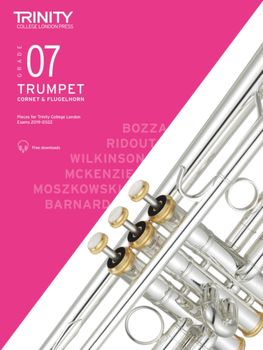 TRINITY
COLLEGE LONDON PRESS
GRADE
07
TRUMPET
CORNET & FLUGELHORN
Pieces for Trinity College London
Exams 2019-2022
Free downloads
BOZZA
RIDOUT
WILKINSON
MCKENZIE
MOSZKOWSKI
BARNARD